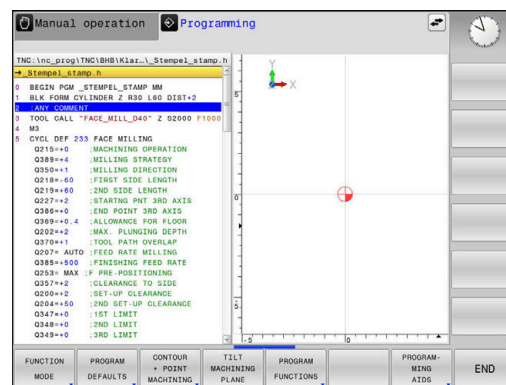 Manual operation
Programming
TNC:\nc_prog\TNC\BHB\Klar…\_Stempel_stamp.h
→_Stempel_stamp.h
0 BEGIN PGM _STEMPEL_STAMP MM
1 BLK FORM CYLINDER Z R30 L60 DIST+2
2 ;ANY COMMENT
3 TOOL CALL "FACE_MILL_D40" Z S2000 F1000
4 M3
5 CYCL DEF 233 FACE MILLING
Q215=+0 ;MACHINING OPERATION
Q389=+4 ;MILLING STRATEGY
Q350=+1 ;MILLING DIRECTION
Q218=-60 ;FIRST SIDE LENGTH
Q219=+60 ;2ND SIDE LENGTH
Q227=+2 ;STARTNG PNT 3RD AXIS
Q386=+0 ;END POINT 3RD AXIS
Q369=+0.4 ;ALLOWANCE FOR FLOOR
Q202=+2 ;MAX. PLUNGING DEPTH
Q370=+1 ;TOOL PATH OVERLAP
Q207= AUTO ;FEED RATE MILLING
Q385=+500 ;FINISHING FEED RATE
Q253= MAX ;F PRE-POSITIONING
Q357=+2 ;CLEARANCE TO SIDE
Q200=+2 ;SET-UP CLEARANCE
Q204=+50 ;2ND SET-UP CLEARANCE
Q347=+0 ;1ST LIMIT
Q348=+0 ;2ND LIMIT
Q349=+0 ;3RD LIMIT
Y
X
5
0
-5
-5
0
FUNCTION
MODE
PROGRAM
DEFAULTS
CONTOUR
+ POINT
MACHINING
TILT
MACHINING
PLANE
PROGRAM
FUNCTIONS
PROGRAM-
MING
AIDS
END